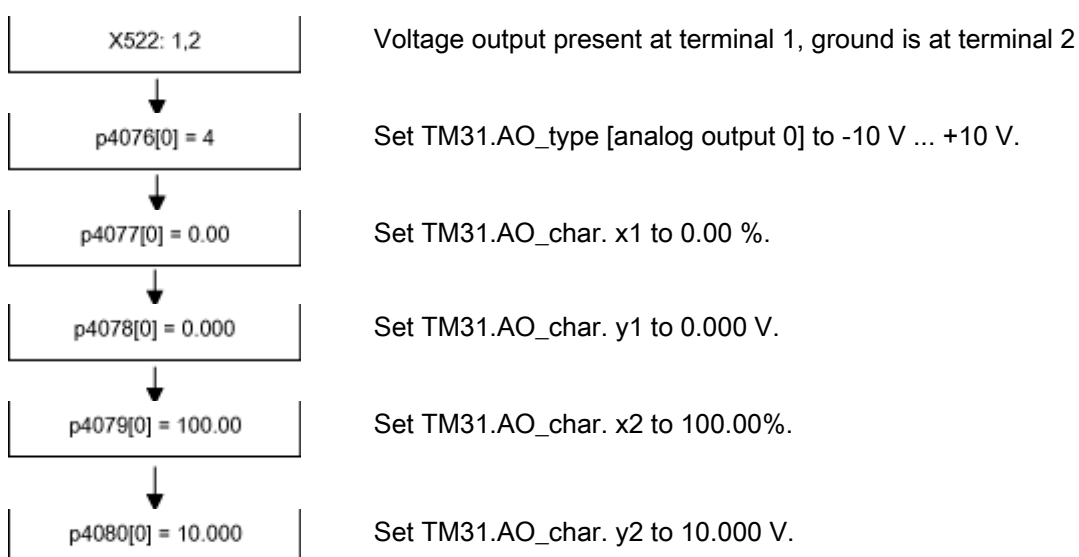 X522: 1,2 Voltage output present at terminal 1, ground is at terminal 2
p4076[0] = 4 Set TM31.AO_type [analog output 0] to -10 V ... +10 V.
p4077[0] = 0.00 Set TM31.AO_char. x1 to 0.00 %.
p4078[0] = 0.000 Set TM31.AO_char. y1 to 0.000 V.
p4079[0] = 100.00 Set TM31.AO_char. x2 to 100.00%.
p4080[0] = 10.000 Set TM31.AO_char. y2 to 10.000 V.